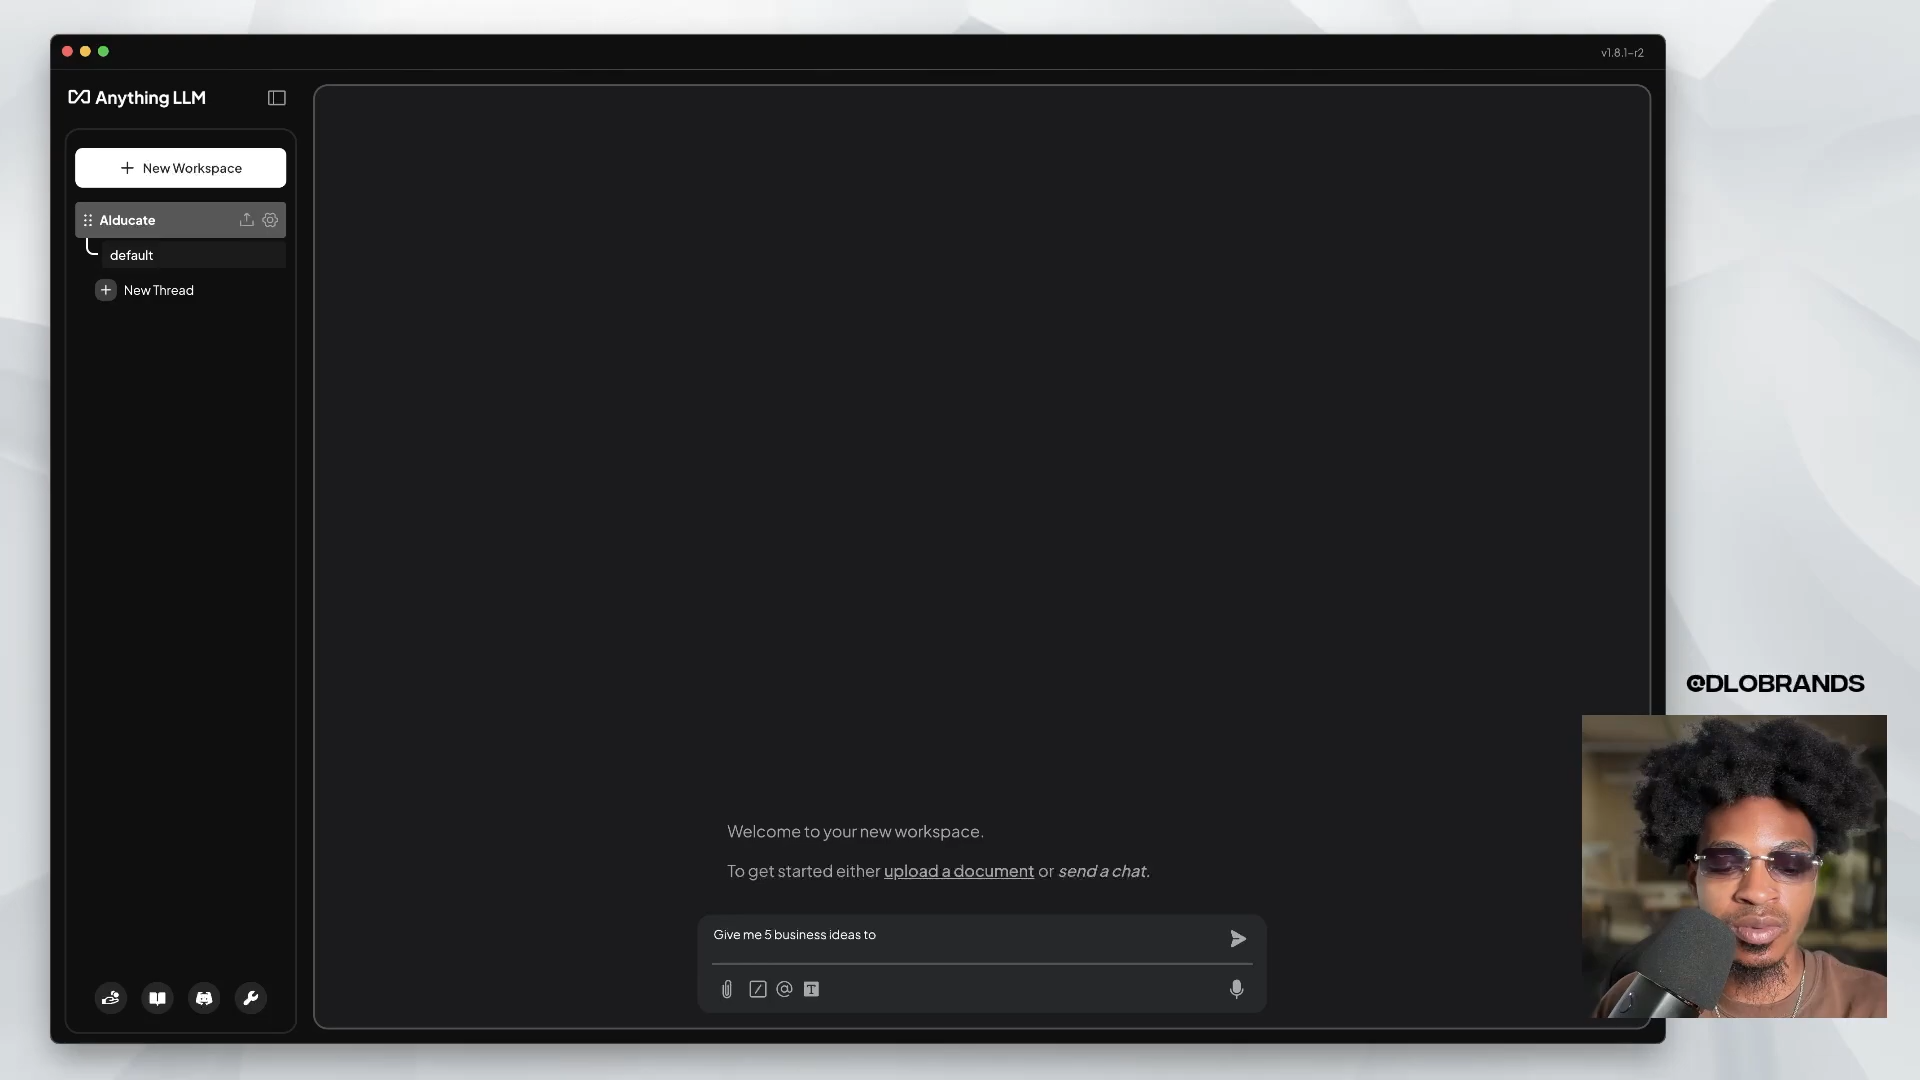 v1.8.1-r2
Anything LLM
New Workspace
AIducate
default
New Thread
Welcome to your new workspace.
To get started either upload a document or send a chat.
Give me 5 business ideas to
@DLOBRANDS